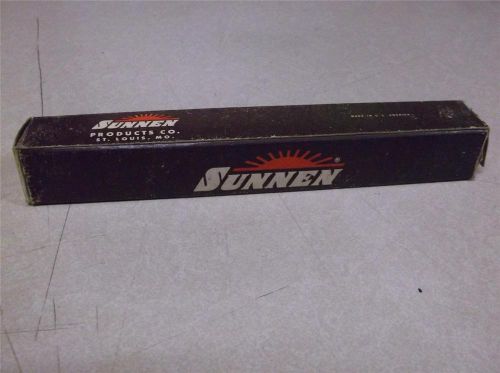 SUNNEN
PRODUCTS CO.
ST. LOUIS, MO.
MADE IN U.S. AMERICA
SUNNEN®